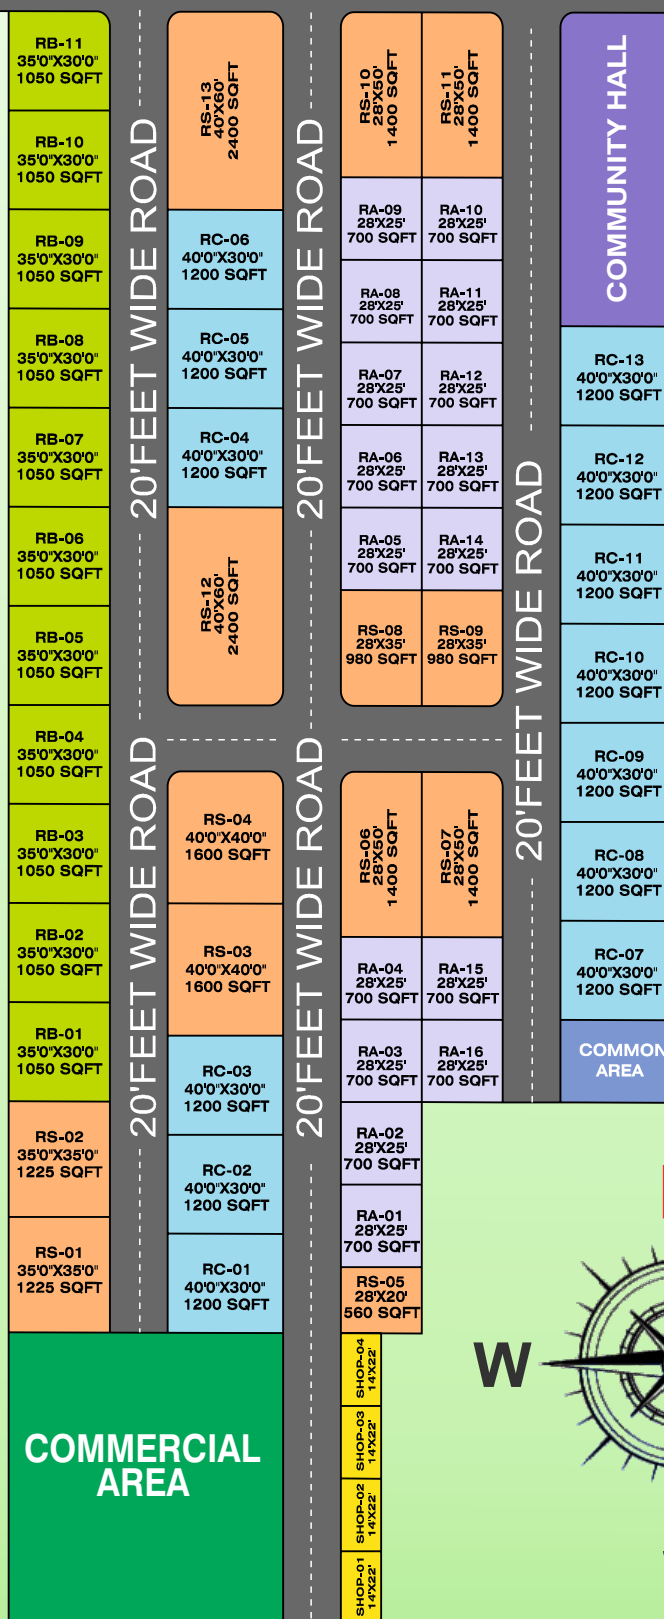 RB-11
35'0"X30'0"
1050 SQFT
RB-10
35'0"X30'0"
1050 SQFT
RB-09
35'0"X30'0"
1050 SQFT
RB-08
35'0"X30'0"
1050 SQFT
RB-07
35'0"X30'0"
1050 SQFT
RB-06
35'0"X30'0"
1050 SQFT
RB-05
35'0"X30'0"
1050 SQFT
RB-04
35'0"X30'0"
1050 SQFT
RB-03
35'0"X30'0"
1050 SQFT
RB-02
35'0"X30'0"
1050 SQFT
RB-01
35'0"X30'0"
1050 SQFT
RS-02
35'0"X35'0"
1225 SQFT
RS-01
35'0"X35'0"
1225 SQFT
20'FEET WIDE ROAD
20'FEET WIDE ROAD
RS-13
40'X60'
2400 SQFT
RC-06
40'0"X30'0"
1200 SQFT
RC-05
40'0"X30'0"
1200 SQFT
RC-04
40'0"X30'0"
1200 SQFT
RS-12
40'X60'
2400 SQFT
RS-04
40'0"X40'0"
1600 SQFT
RS-03
40'0"X40'0"
1600 SQFT
RC-03
40'0"X30'0"
1200 SQFT
RC-02
40'0"X30'0"
1200 SQFT
RC-01
40'0"X30'0"
1200 SQFT
COMMERCIAL
AREA
20'FEET WIDE ROAD
20'FEET WIDE ROAD
RS-10
28'X50'
1400 SQFT
RS-11
28'X50'
1400 SQFT
RA-09
28'X25'
700 SQFT
RA-10
28'X25'
700 SQFT
RA-08
28'X25'
700 SQFT
RA-11
28'X25'
700 SQFT
RA-07
28'X25'
700 SQFT
RA-12
28'X25'
700 SQFT
RA-06
28'X25'
700 SQFT
RA-13
28'X25'
700 SQFT
RA-05
28'X25'
700 SQFT
RA-14
28'X25'
700 SQFT
RS-08
28'X35'
980 SQFT
RS-09
28'X35'
980 SQFT
RS-06
28'X50'
1400 SQFT
RS-07
28'X50'
1400 SQFT
RA-04
28'X25'
700 SQFT
RA-15
28'X25'
700 SQFT
RA-03
28'X25'
700 SQFT
RA-16
28'X25'
700 SQFT
RA-02
28'X25'
700 SQFT
RA-01
28'X25'
700 SQFT
RS-05
28'X20'
560 SQFT
SHOP-04
14'X22'
SHOP-03
14'X22'
SHOP-02
14'X22'
SHOP-01
14'X22'
20'FEET WIDE ROAD
COMMUNITY HALL
RC-13
40'0"X30'0"
1200 SQFT
RC-12
40'0"X30'0"
1200 SQFT
RC-11
40'0"X30'0"
1200 SQFT
RC-10
40'0"X30'0"
1200 SQFT
RC-09
40'0"X30'0"
1200 SQFT
RC-08
40'0"X30'0"
1200 SQFT
RC-07
40'0"X30'0"
1200 SQFT
COMMON
AREA
W